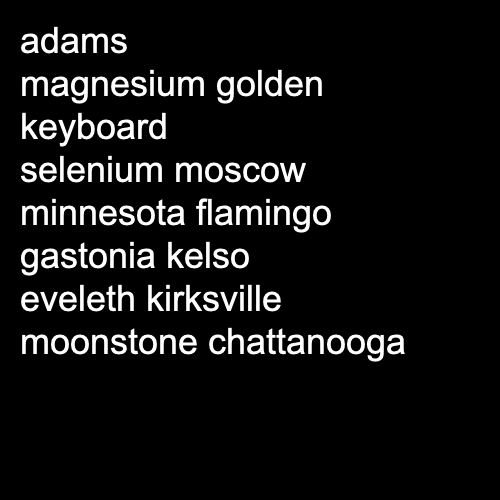 adams
magnesium golden
keyboard
selenium moscow
minnesota flamingo
gastonia kelso
eveleth kirksville
moonstone chattanooga